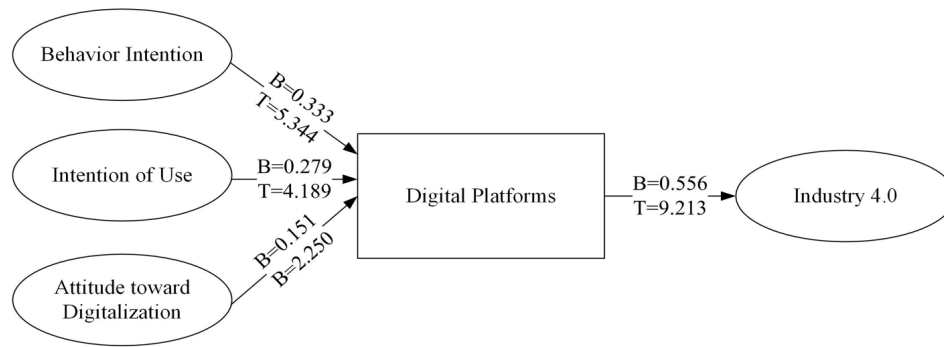 Behavior Intention
B=0.333
T=5.344
Intention of Use
B=0.279
T=4.189
Attitude toward
Digitalization
B=0.151
B=2.250
Digital Platforms
B=0.556
T=9.213
Industry 4.0